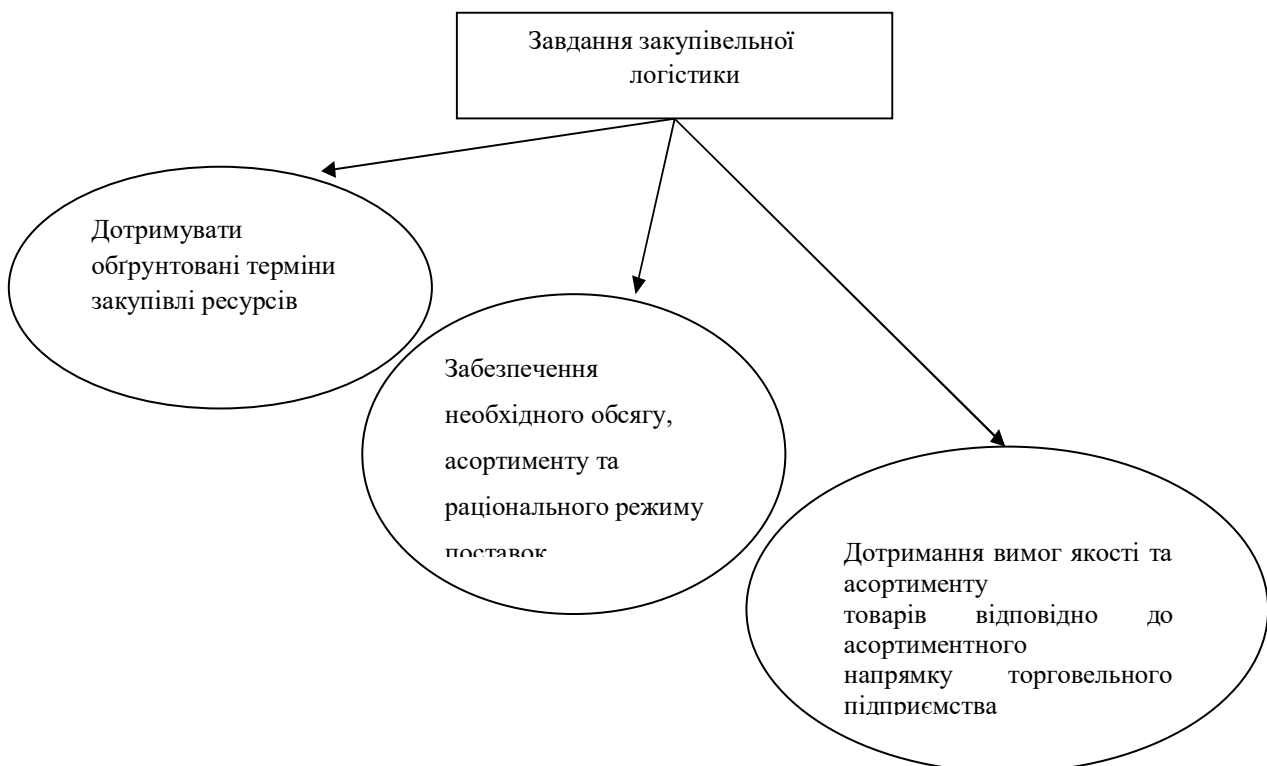 Завдання закупівельної
логістики
Дотримувати
обґрунтовані терміни
закупівлі ресурсів
Забезпечення
необхідного обсягу,
асортименту та
раціонального режиму
поставок
Дотримання вимог якості та
асортименту
товарів відповідно до
асортиментного
напрямку торговельного
підприємства